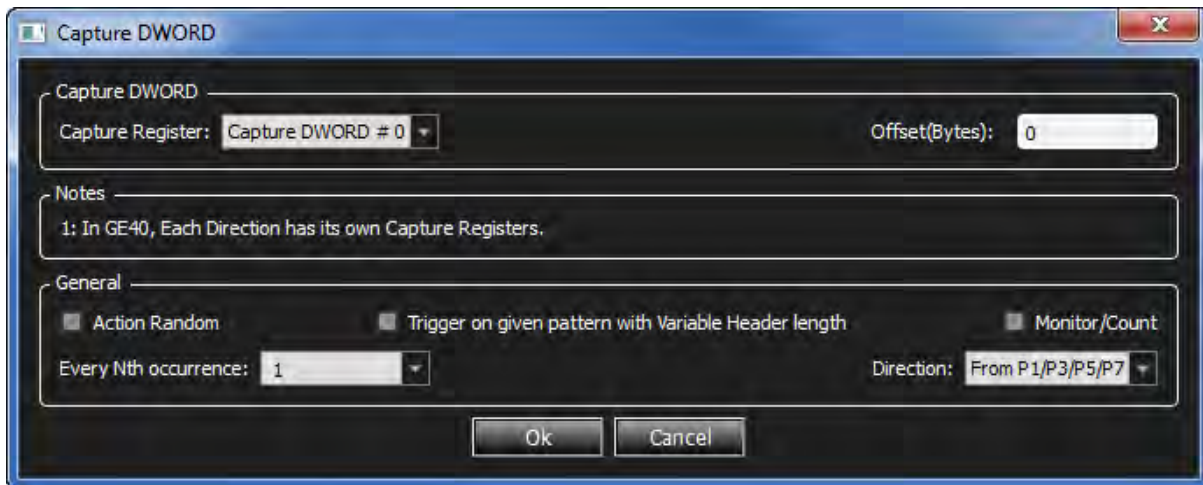 Capture DWORD
Capture DWORD
Capture Register: Capture DWORD # 0 Offset(Bytes): 0
Notes
1: In GE40, Each Direction has its own Capture Registers.
General
Action Random Trigger on given pattern with Variable Header length Monitor/Count
Every Nth occurrence: 1 Direction: From P1/P3/P5/P7
Ok Cancel